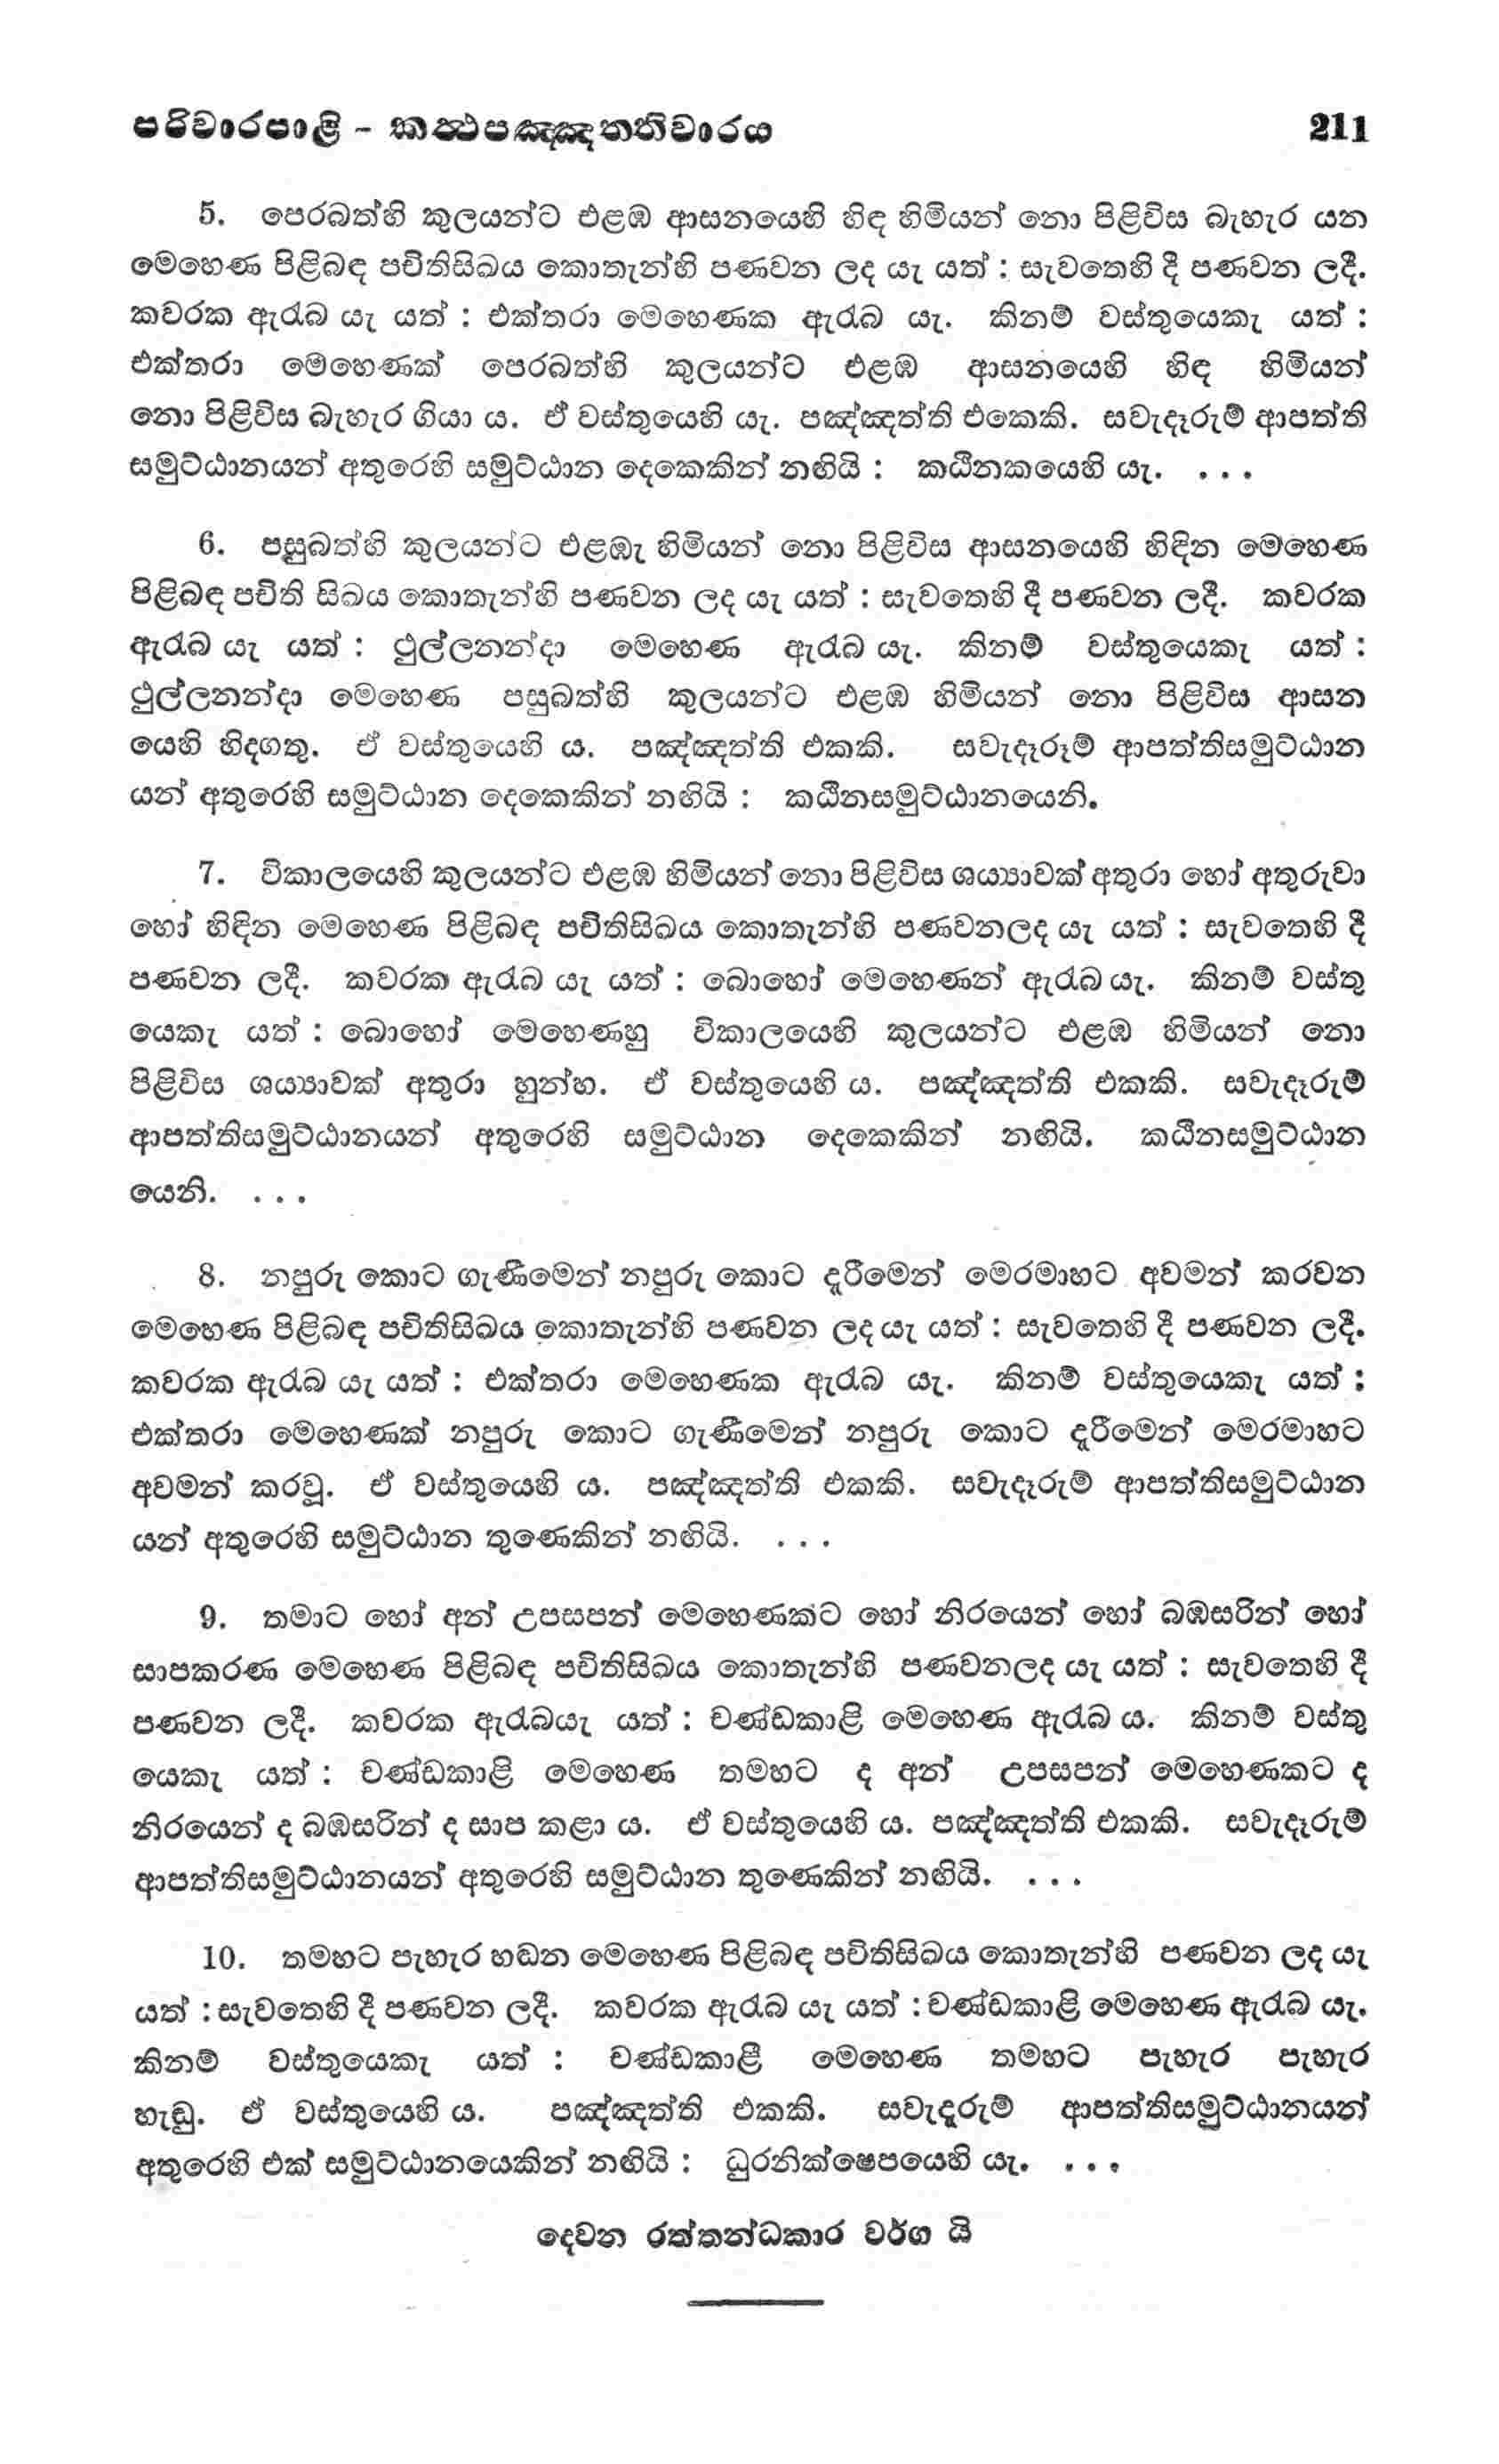 පරිවාරපාළි - කත්‍ථපඤ්ඤත්තිවාරය 211
5. පෙරබත්හි කුලයන්ට එළඹ ආසනයෙහි හිඳ හිමියන් නො පිළිවිස බැහැර යන
මෙහෙණ පිළිබඳ පචිතිසිඛය කොතැන්හි පණවන ලද යැ යත් : සැවතෙහි දී පණවන ලදී.
කවරක ඇරැබ යැ යත් : එක්තරා මෙහෙණක ඇරැබ යැ. කිනම් වස්තුයෙකැ යත් :
එක්තරා මෙහෙණක් පෙරබත්හි කුලයන්ට එළඹ ආසනයෙහි හිඳ හිමියන්
නො පිළිවිස බැහැර ගියා ය. ඒ වස්තුයෙහි යැ. පඤ්ඤත්ති එකෙකි. සවැදෑරුම් ආපත්ති
සමුට්ඨානයන් අතුරෙහි සමුට්ඨාන දෙකෙකින් නඟියි : කඨිනකයෙහි යැ. . . .
6. පසුබත්හි කුලයන්ට එළඹැ හිමියන් නො පිළිවිස ආසනයෙහි හිඳින මෙහෙණ
පිළිබඳ පචිති සිඛය කොතැන්හි පණවන ලද යැ යත් : සැවතෙහි දී පණවන ලදී. කවරක
ඇරැබ යැ යත් : ථුල්ලනන්දා මෙහෙණ ඇරැබ යැ. කිනම් වස්තුයෙකැ යත් :
ථුල්ලනන්දා මෙහෙණ පසුබත්හි කුලයන්ට එළඹ හිමියන් නො පිළිවිස ආසන
යෙහි හිඳගතු. ඒ වස්තුයෙහි ය. පඤ්ඤත්ති එකකි. සවැදෑරූම් ආපත්තිසමුට්ඨාන
යන් අතුරෙහි සමුට්ඨාන දෙකෙකින් නඟියි : කඨිනසමුට්ඨානයෙනි.
7. විකාලයෙහි කුලයන්ට එළඹ හිමියන් නො පිළිවිස ශය්‍යාවක් අතුරා හෝ අතුරුවා
හෝ හිඳින මෙහෙණ පිළිබඳ පචිතිසිඛය කොතැන්හි පණවනලද යැ යත් : සැවතෙහි දී
පණවන ලදී. කවරක ඇරැබ යැ යත් : බොහෝ මෙහෙණන් ඇරැබ යැ. කිනම් වස්තු
යෙකැ යත් : බොහෝ මෙහෙණහු විකාලයෙහි කුලයන්ට එළඹ හිමියන් නො
පිළිවිස ශය්‍යාවක් අතුරා හුන්හ. ඒ වස්තුයෙහි ය. පඤ්ඤත්ති එකකි. සවැදෑරුම්
ආපත්තිසමුට්ඨානයන් අතුරෙහි සමුට්ඨාන දෙකෙකින් නඟියි. කඨිනසමුට්ඨාන
යෙනි. . . .
8. නපුරු කොට ගැණීමෙන් නපුරු කොට දැරීමෙන් මෙරමාහට අවමන් කරවන
මෙහෙණ පිළිබඳ පචිතිසිඛය කොතැන්හි පණවන ලද යැ යත් : සැවතෙහි දී පණවන ලදී.
කවරක ඇරැබ යැ යත් : එක්තරා මෙහෙණක ඇරැබ යැ. කිනම් වස්තුයෙකැ යත් :
එක්තරා මෙහෙණක් නපුරු කොට ගැණීමෙන් නපුරු කොට දැරීමෙන් මෙරමාහට
අවමන් කරවූ. ඒ වස්තුයෙහි ය. පඤ්ඤත්ති එකකි. සවැදෑරුම් ආපත්තිසමුට්ඨාන
යන් අතුරෙහි සමුට්ඨාන තුණෙකින් නඟියි. . . .
9. තමාට හෝ අන් උපසපන් මෙහෙණකට හෝ නිරයෙන් හෝ බඹසරින් හෝ
සාපකරණ මෙහෙණ පිළිබඳ පචිතිසිඛය කොතැන්හි පණවනලද යැ යත් : සැවතෙහි දී
පණවන ලදී. කවරක ඇරැබයැ යත් : චණ්ඩකාළි මෙහෙණ ඇරැබ ය. කිනම් වස්තු
යෙකැ යත් : චණ්ඩකාළි මෙහෙණ තමහට ද අන් උපසපන් මෙහෙණකට ද
නිරයෙන් ද බඹසරින් ද සාප කළා ය. ඒ වස්තුයෙහි ය. පඤ්ඤත්ති එකකි. සවැදෑරුම්
ආපත්තිසමුට්ඨානයන් අතුරෙහි සමුට්ඨාන තුණෙකින් නඟියි. . . .
10. තමහට පැහැර හඬන මෙහෙණ පිළිබඳ පචිතිසිඛය කොතැන්හි පණවන ලද යැ
යත් : සැවතෙහි දී පණවන ලදී. කවරක ඇරැබ යැ යත් : චණ්ඩකාළි මෙහෙණ ඇරැබ යැ.
කිනම් වස්තුයෙකැ යත් : චණ්ඩකාළී මෙහෙණ තමහට පැහැර පැහැර
හැඬු. ඒ වස්තුයෙහි ය. පඤ්ඤත්ති එකකි. සවැදෑරුම් ආපත්තිසමුට්ඨානයන්
අතුරෙහි එක් සමුට්ඨානයෙකින් නඟියි : ධුරනික්ෂෙපයෙහි යැ. . . .
දෙවන රත්තන්ධකාර වර්ග යි